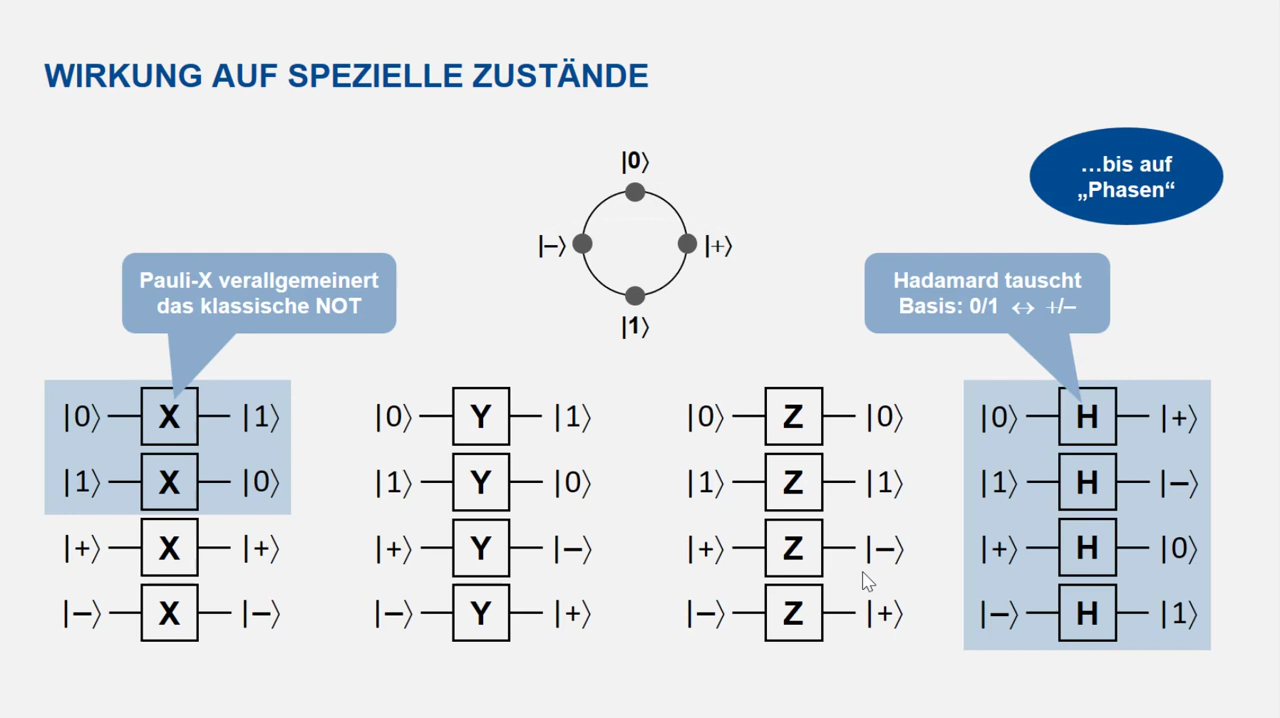 WIRKUNG AUF SPEZIELLE ZUSTÄNDE
…bis auf
„Phasen“
|0⟩
|–⟩
|+⟩
|1⟩
Pauli-X verallgemeinert
das klassische NOT
Hadamard tauscht
Basis: 0/1 ↔ +/–
|0⟩ X |1⟩
|1⟩ X |0⟩
|+⟩ X |+⟩
|–⟩ X |–⟩
|0⟩ Y |1⟩
|1⟩ Y |0⟩
|+⟩ Y |–⟩
|–⟩ Y |+⟩
|0⟩ Z |0⟩
|1⟩ Z |1⟩
|+⟩ Z |–⟩
|–⟩ Z |+⟩
|0⟩ H |+⟩
|1⟩ H |–⟩
|+⟩ H |0⟩
|–⟩ H |1⟩